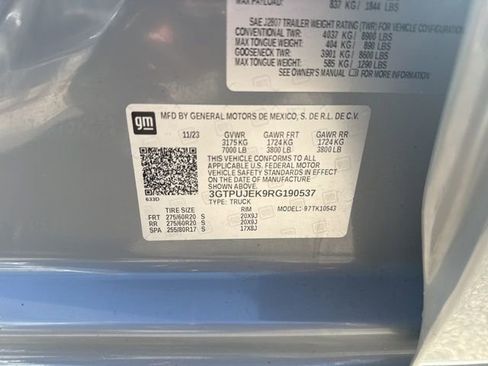 MAX PAYLOAD: 837 KG / 1844 LBS
SAE J2807 TRAILER WEIGHT RATING (TWR) FOR VEHICLE CONFIGURATION
CONVENTIONAL TWR: 4037 KG / 8900 LBS
MAX TONGUE WEIGHT: 404 KG / 890 LBS
GOOSENECK TWR: 3901 KG / 8600 LBS
MAX TONGUE WEIGHT: 585 KG / 1290 LBS
SEE OWNER'S MANUAL FOR MORE INFORMATION
gm
MFD BY GENERAL MOTORS DE MEXICO, S. DE R.L. DE C.V.
11/23 GVWR GAWR FRT GAWR RR
3175 KG 1724 KG 1724 KG
7000 LB 3800 LB 3800 LB
THIS VEHICLE CONFORMS TO ALL
APPLICABLE U.S. FEDERAL MOTOR
VEHICLE SAFETY STANDARDS IN
EFFECT ON THE DATE OF
MANUFACTURE SHOWN ABOVE.
3GTPUJEK9RG190537
633D TYPE: TRUCK
TIRE SIZE RIM 97TK10543
FRT 275/60R20 S 20X9J
RR 275/60R20 S 20X9J
SPA 255/80R17 S 17X8J